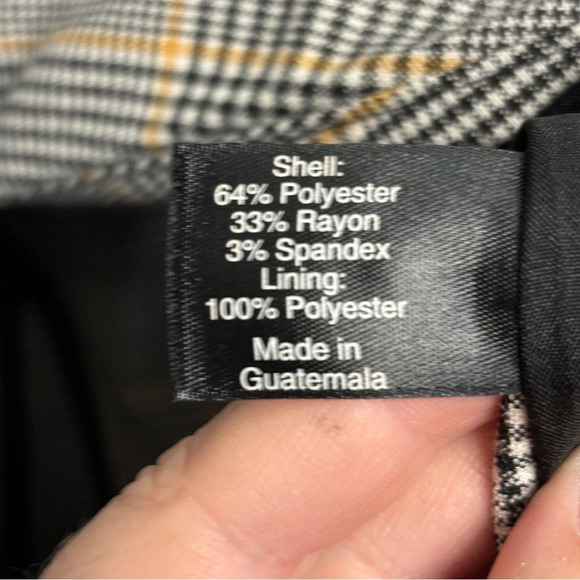 Shell:
64% Polyester
33% Rayon
3% Spandex
Lining:
100% Polyester
Made in
Guatemala